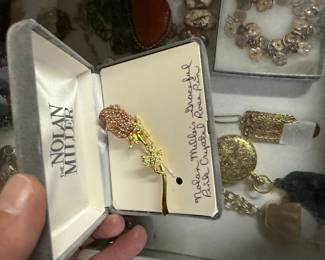 THE NOLAN
MILLER
Nolan Miller's Graceful
Pink Crystal Rose Pin